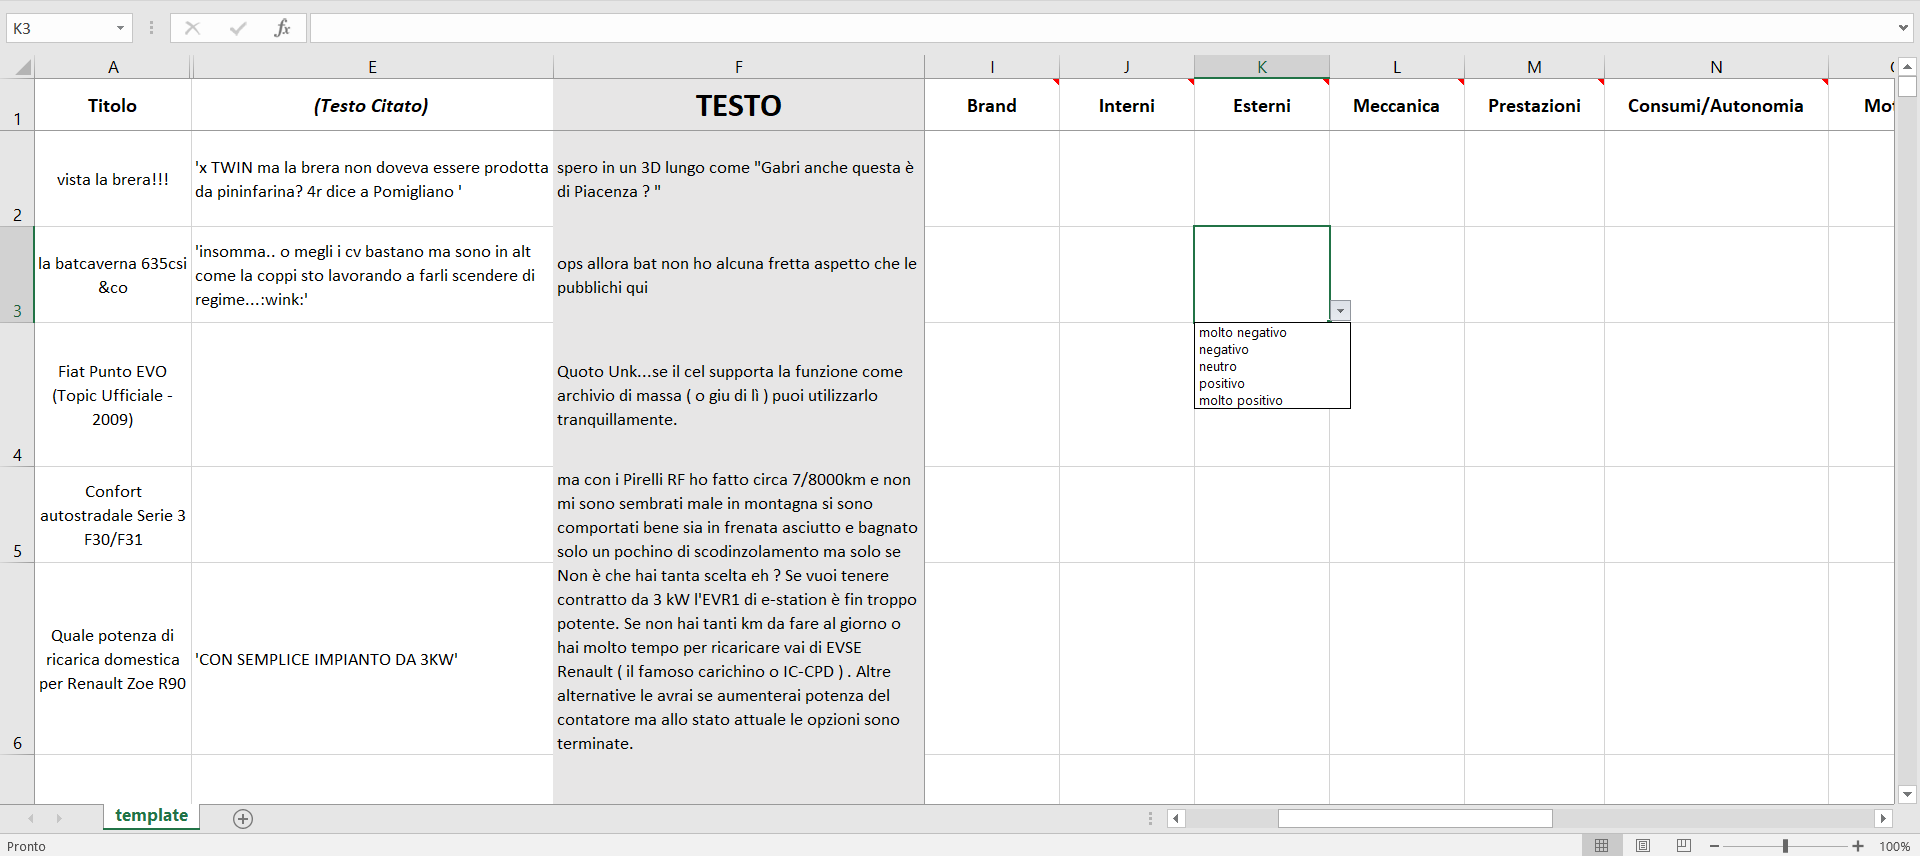 K3
fx
A E F I J K L M N
1 Titolo (Testo Citato) TESTO Brand Interni Esterni Meccanica Prestazioni Consumi/Autonomia
2
vista la brera!!!
'x TWIN ma la brera non doveva essere prodotta
da pininfarina? 4r dice a Pomigliano '
spero in un 3D lungo come "Gabri anche questa è
di Piacenza ? "
3
la batcaverna 635csi
&co
'insomma.. o megli i cv bastano ma sono in alt
come la coppi sto lavorando a farli scendere di
regime...:wink:'
ops allora bat non ho alcuna fretta aspetto che le
pubblichi qui
molto negativo
negativo
neutro
positivo
molto positivo
4
Fiat Punto EVO
(Topic Ufficiale -
2009)
Quoto Unk...se il cel supporta la funzione come
archivio di massa ( o giu di lì ) puoi utilizzarlo
tranquillamente.
5
Confort
autostradale Serie 3
F30/F31
ma con i Pirelli RF ho fatto circa 7/8000km e non
mi sono sembrati male in montagna si sono
comportati bene sia in frenata asciutto e bagnato
solo un pochino di scodinzolamento ma solo se
6
Quale potenza di
ricarica domestica
per Renault Zoe R90
'CON SEMPLICE IMPIANTO DA 3KW'
Non è che hai tanta scelta eh ? Se vuoi tenere
contratto da 3 kW l'EVR1 di e-station è fin troppo
potente. Se non hai tanti km da fare al giorno o
hai molto tempo per ricaricare vai di EVSE
Renault ( il famoso carichino o IC-CPD ) . Altre
alternative le avrai se aumenterai potenza del
contatore ma allo stato attuale le opzioni sono
terminate.
template
Pronto
100%